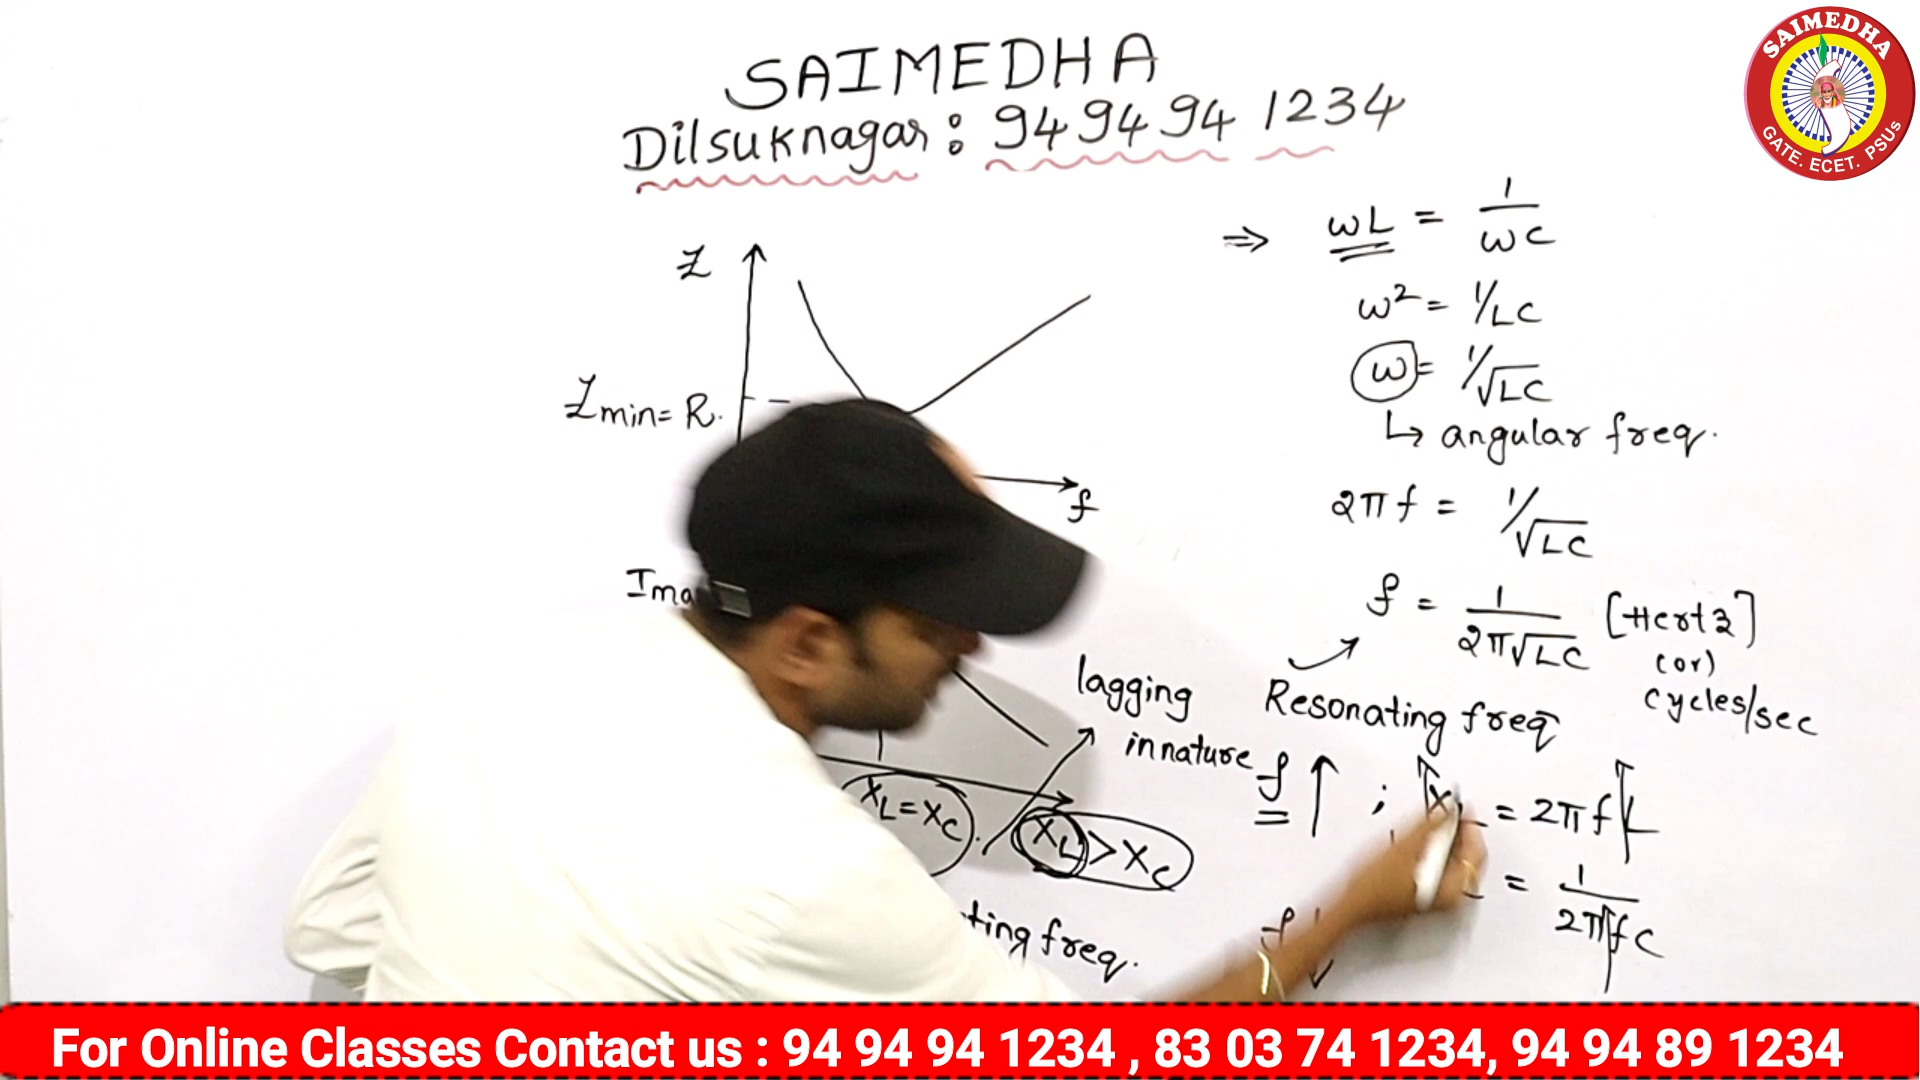 SAIMEDHA
Dilsuknagar : 94 94 94 1234
SAIMEDHA
GATE. ECET. PSUs
Z
Zmin = R.
f
⇒ ωL = 1/ωC
ω² = 1/LC
ω = 1/√LC
↳ angular freq.
2πf = 1/√LC
f = 1/2π√LC [Hertz]
(or)
cycles/sec
Resonating freq
lagging
in nature
XL = XC
XL > XC
freq.
f ↑ ; XL = 2πfL
= 1/2πfC
f ↓
For Online Classes Contact us : 94 94 94 1234 , 83 03 74 1234, 94 94 89 1234